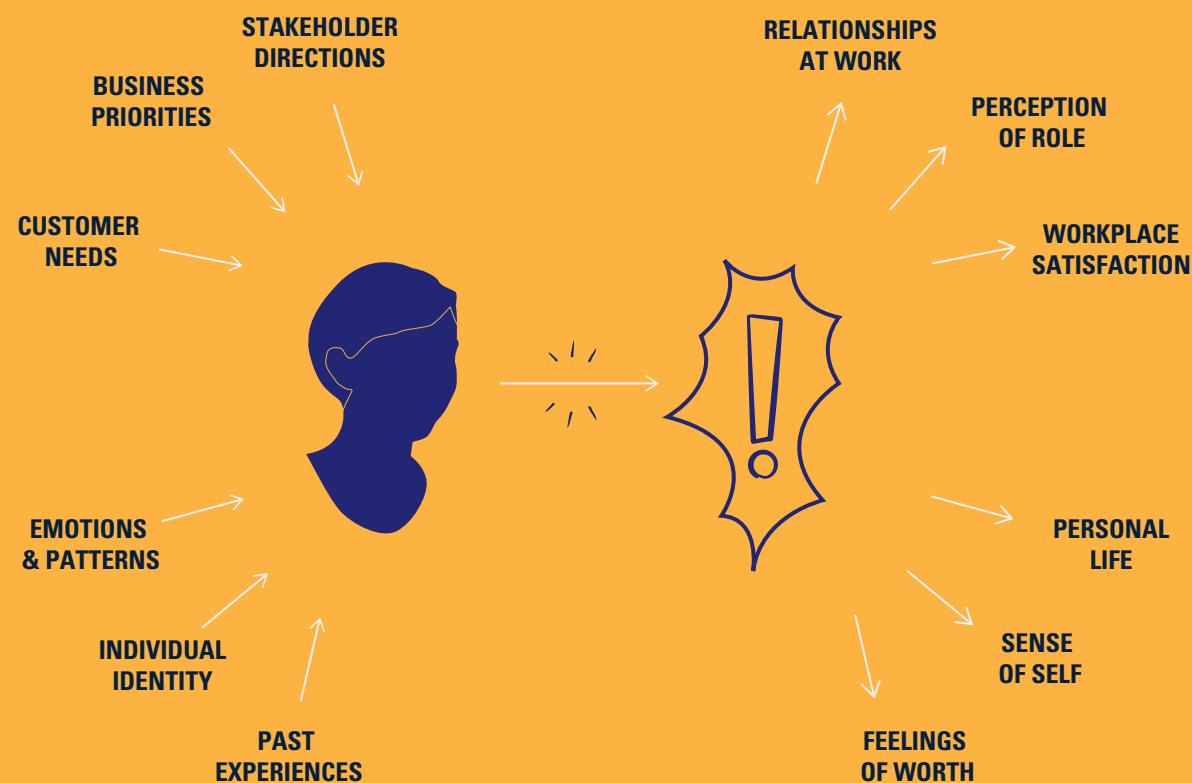 STAKEHOLDER
DIRECTIONS
BUSINESS
PRIORITIES
CUSTOMER
NEEDS
EMOTIONS
& PATTERNS
INDIVIDUAL
IDENTITY
PAST
EXPERIENCES
RELATIONSHIPS
AT WORK
PERCEPTION
OF ROLE
WORKPLACE
SATISFACTION
PERSONAL
LIFE
SENSE
OF SELF
FEELINGS
OF WORTH